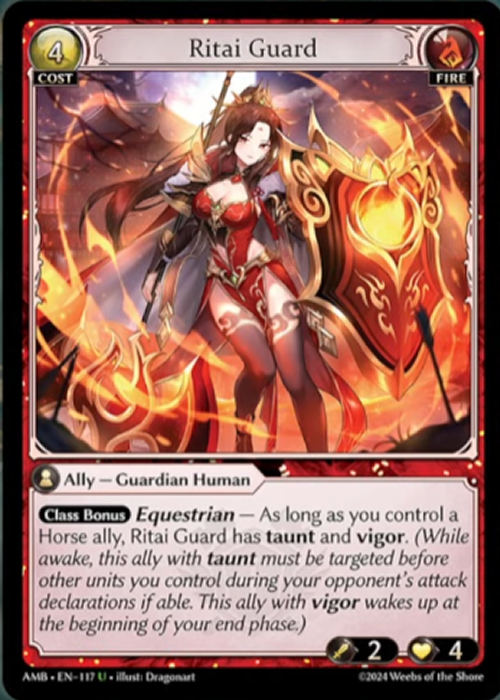 4
Ritai Guard
COST
FIRE
Ally — Guardian Human
Class Bonus Equestrian — As long as you control a
Horse ally, Ritai Guard has taunt and vigor. (While
awake, this ally with taunt must be targeted before
other units you control during your opponent's attack
declarations if able. This ally with vigor wakes up at
the beginning of your end phase.)
2
4
AMB • EN-117 U • illust: Dragonart
©2024 Weebs of the Shore